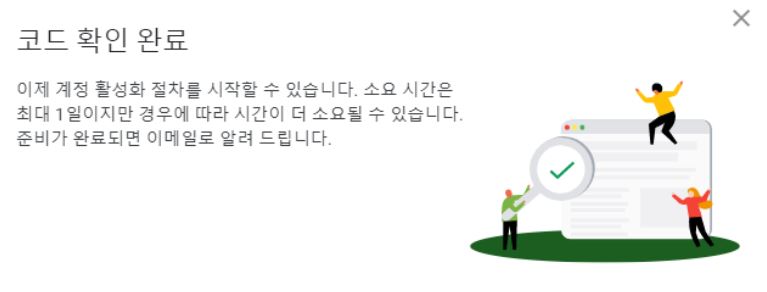 코드 확인 완료
이제 계정 활성화 절차를 시작할 수 있습니다. 소요 시간은
최대 1일이지만 경우에 따라 시간이 더 소요될 수 있습니다.
준비가 완료되면 이메일로 알려 드립니다.